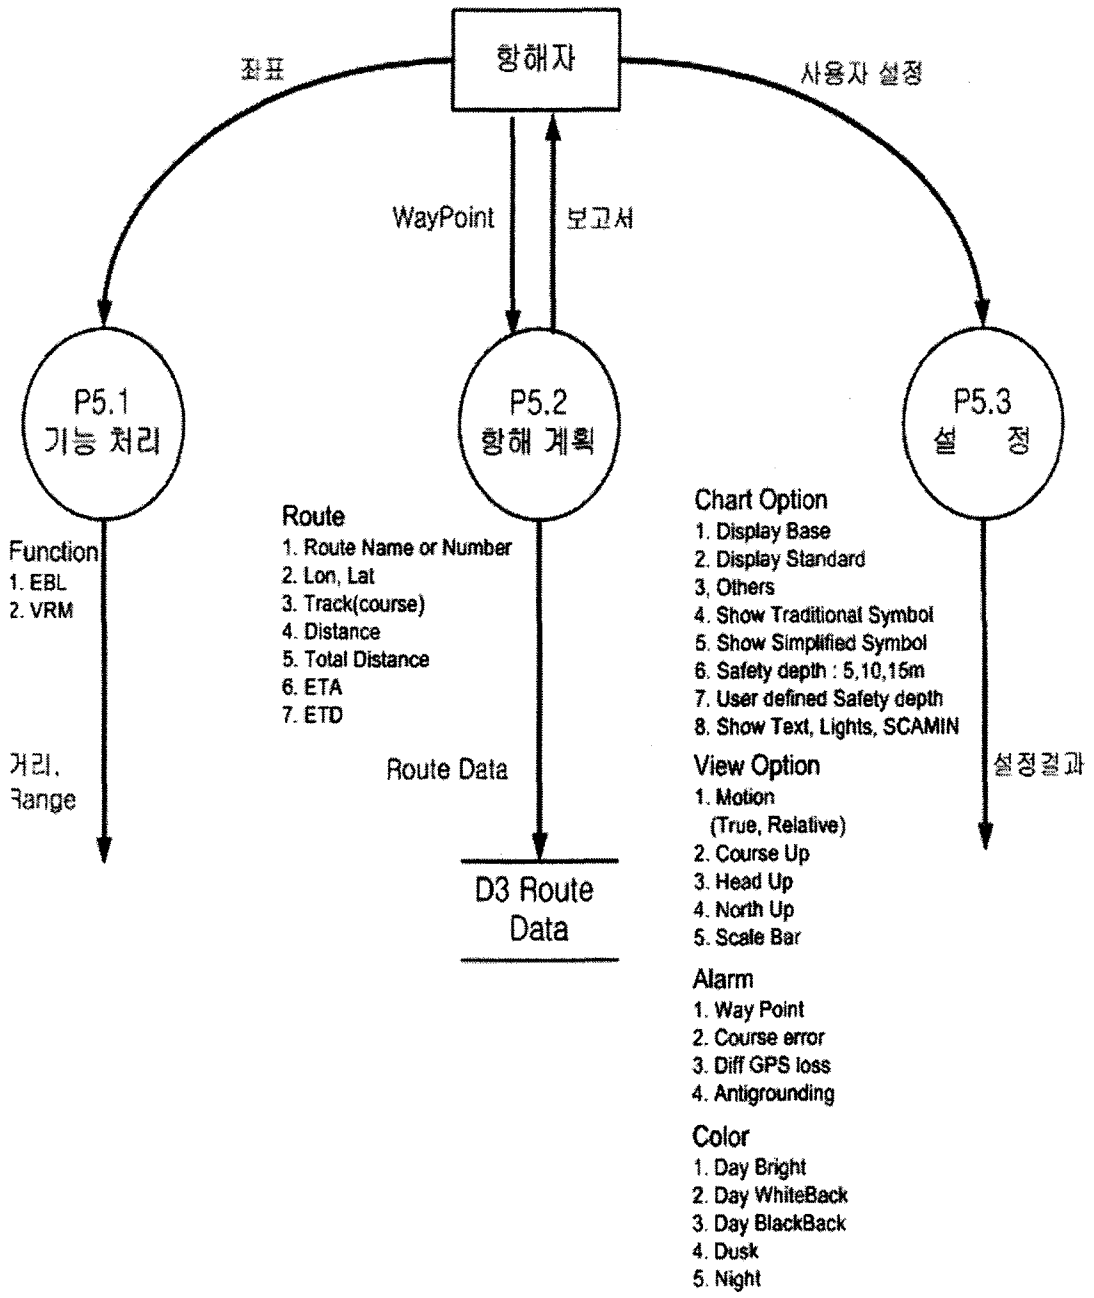 항해자
좌표
사용자 설정
WayPoint
보고서
P5.1
기능 처리
P5.2
항해 계획
P5.3
설 정
Function
1. EBL
2. VRM
거리,
Range
Route
1. Route Name or Number
2. Lon, Lat
3. Track(course)
4. Distance
5. Total Distance
6. ETA
7. ETD
Route Data
D3 Route
Data
Chart Option
1. Display Base
2. Display Standard
3, Others
4. Show Traditional Symbol
5. Show Simplified Symbol
6. Safety depth : 5,10,15m
7. User defined Safety depth
8. Show Text, Lights, SCAMIN
설정결과
View Option
1. Motion
(True, Relative)
2. Course Up
3. Head Up
4. North Up
5. Scale Bar
Alarm
1. Way Point
2. Course error
3. Diff GPS loss
4. Antigrounding
Color
1. Day Bright
2. Day WhiteBack
3. Day BlackBack
4. Dusk
5. Night